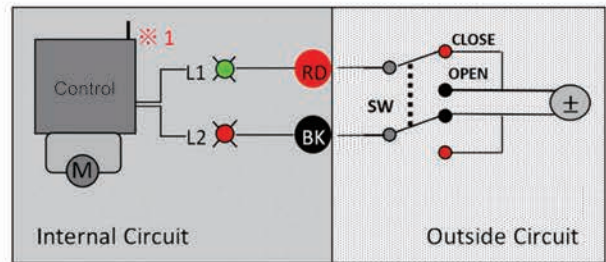 ※ 1
Control
M
L1
L2
RD
BK
SW
CLOSE
OPEN
±
Internal Circuit
Outside Circuit